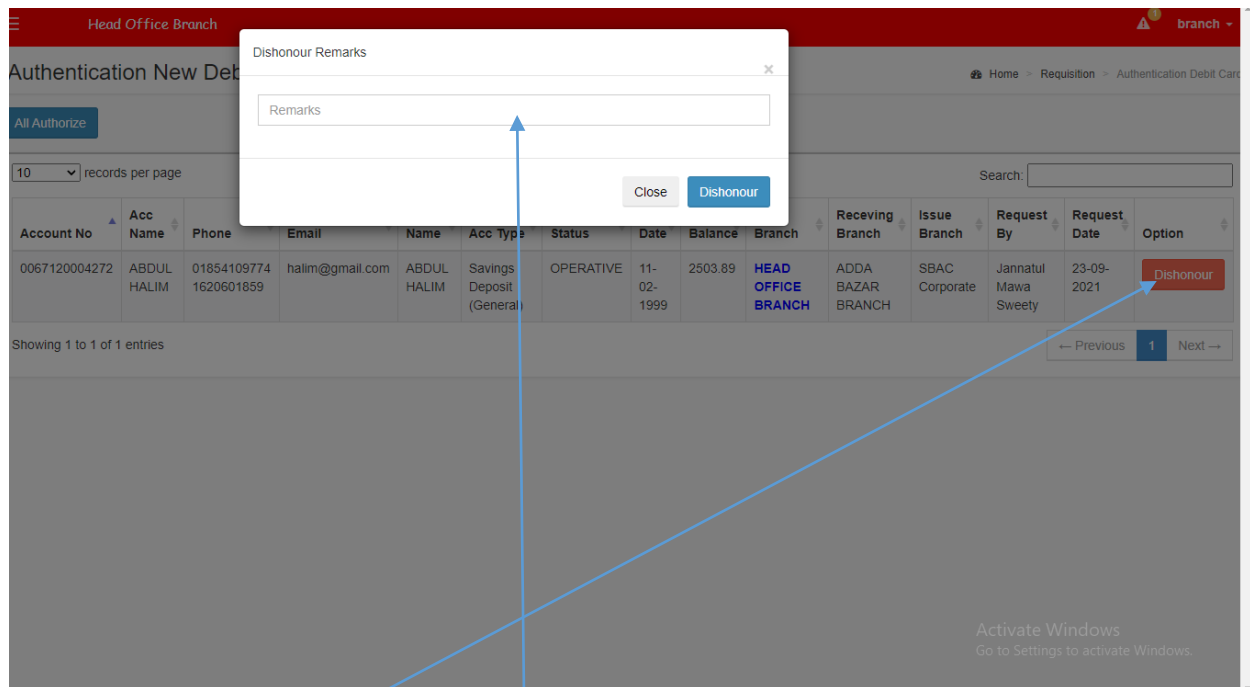 Head Office Branch
1
branch
Authentication New Deb
Home > Requisition > Authentication Debit Card
Dishonour Remarks
×
Remarks
Close
Dishonour
All Authorize
10 records per page
Search:
Account No
Acc Name
Phone
Email
Name
Acc Type
Status
Date
Balance
Branch
Receving Branch
Issue Branch
Request By
Request Date
Option
0067120004272
ABDUL
HALIM
01854109774
1620601859
halim@gmail.com
ABDUL
HALIM
Savings
Deposit
(General)
OPERATIVE
11-
02-
1999
2503.89
HEAD
OFFICE
BRANCH
ADDA
BAZAR
BRANCH
SBAC
Corporate
Jannatul
Mawa
Sweety
23-09-
2021
Dishonour
Showing 1 to 1 of 1 entries
← Previous
1
Next →
Activate Windows
Go to Settings to activate Windows.